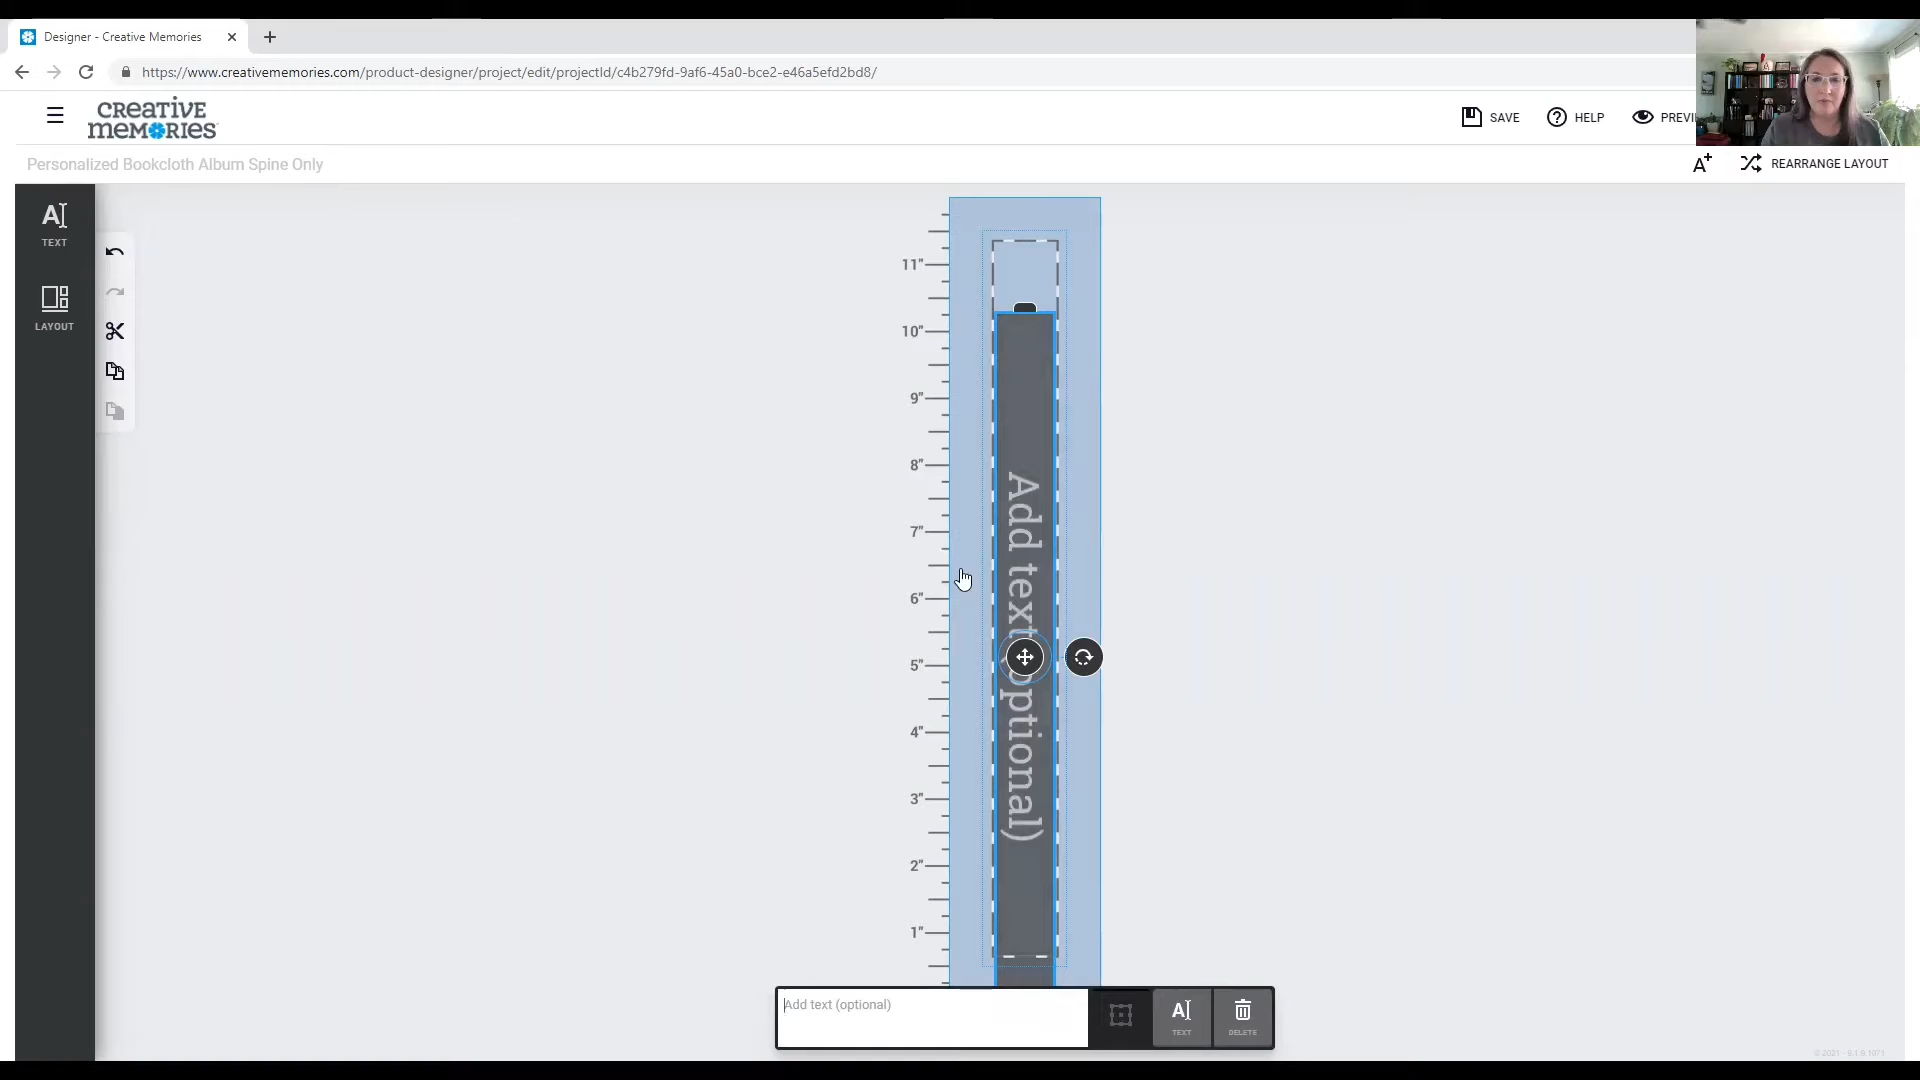 Designer - Creative Memories
https://www.creativememories.com/product-designer/project/edit/projectId/c4b279fd-9af6-45a0-bce2-e46a5efd2bd8/
CREATIVE MEMORIES
SAVE
HELP
PREVI
Personalized Bookcloth Album Spine Only
REARRANGE LAYOUT
TEXT
LAYOUT
11"
10"
9"
8"
7"
6"
5"
4"
3"
2"
1"
Add text (optional)
Add text (optional)
TEXT
DELETE